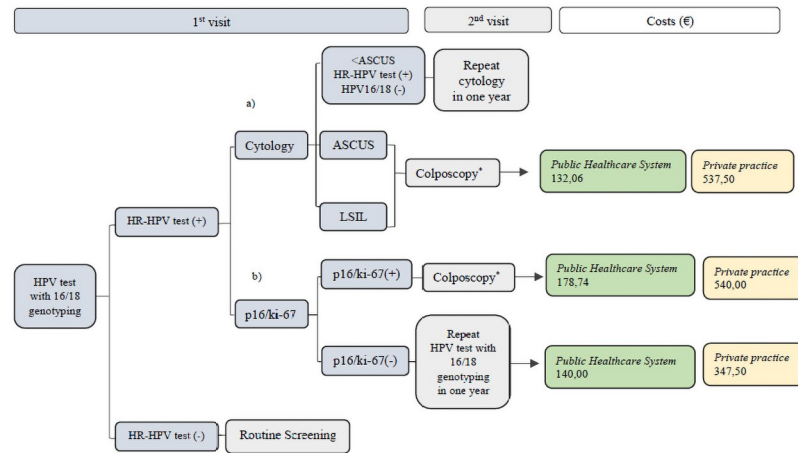 1st visit
2nd visit
Costs (€)
<ASCUS
HR-HPV test (+)
HPV16/18 (-)
Repeat
cytology
in one year
a)
Cytology
ASCUS
Colposcopy*
Public Healthcare System
132,06
Private practice
537,50
LSIL
HR-HPV test (+)
HPV test
with 16/18
genotyping
b)
p16/ki-67
p16/ki-67(+)
Colposcopy*
Public Healthcare System
178,74
Private practice
540,00
p16/ki-67(-)
Repeat
HPV test with
16/18
genotyping
in one year
Public Healthcare System
140,00
Private practice
347,50
HR-HPV test (-)
Routine Screening